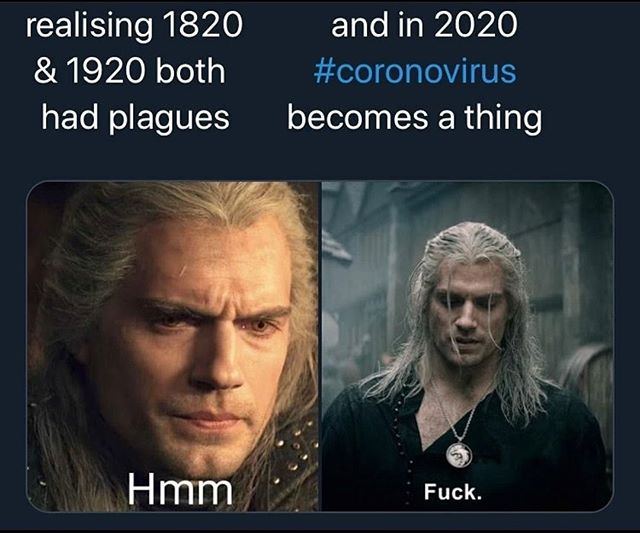 realising 1820
& 1920 both
had plagues
and in 2020
#coronovirus
becomes a thing
Hmm
Fuck.